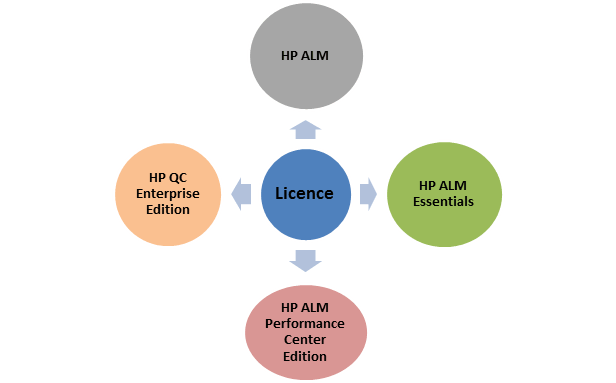 HP ALM
HP QC
Enterprise
Edition
Licence
HP ALM
Essentials
HP ALM
Performance
Center
Edition